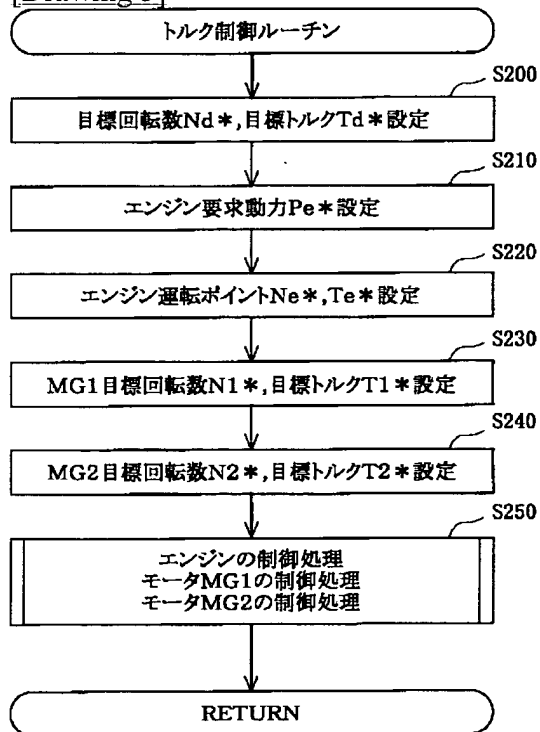 トルク制御ルーチン
S200
目標回転数Nd*,目標トルクTd*設定
S210
エンジン要求動力Pe*設定
S220
エンジン運転ポイントNe*,Te*設定
S230
MG1目標回転数N1*,目標トルクT1*設定
S240
MG2目標回転数N2*,目標トルクT2*設定
S250
エンジンの制御処理
モータMG1の制御処理
モータMG2の制御処理
RETURN